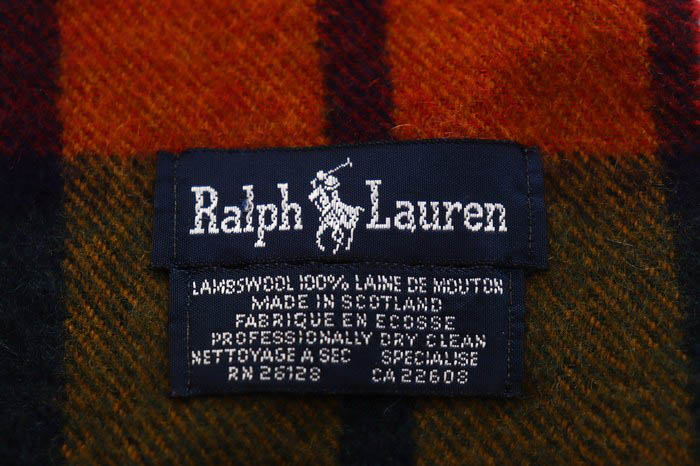 Ralph Lauren
LAMBSWOOL 100% LAINE DE MOUTON
MADE IN SCOTLAND
FABRIQUE EN ECOSSE
PROFESSIONALLY DRY CLEAN
NETTOYAGE A SEC SPECIALISE
RN 26128 CA 22608